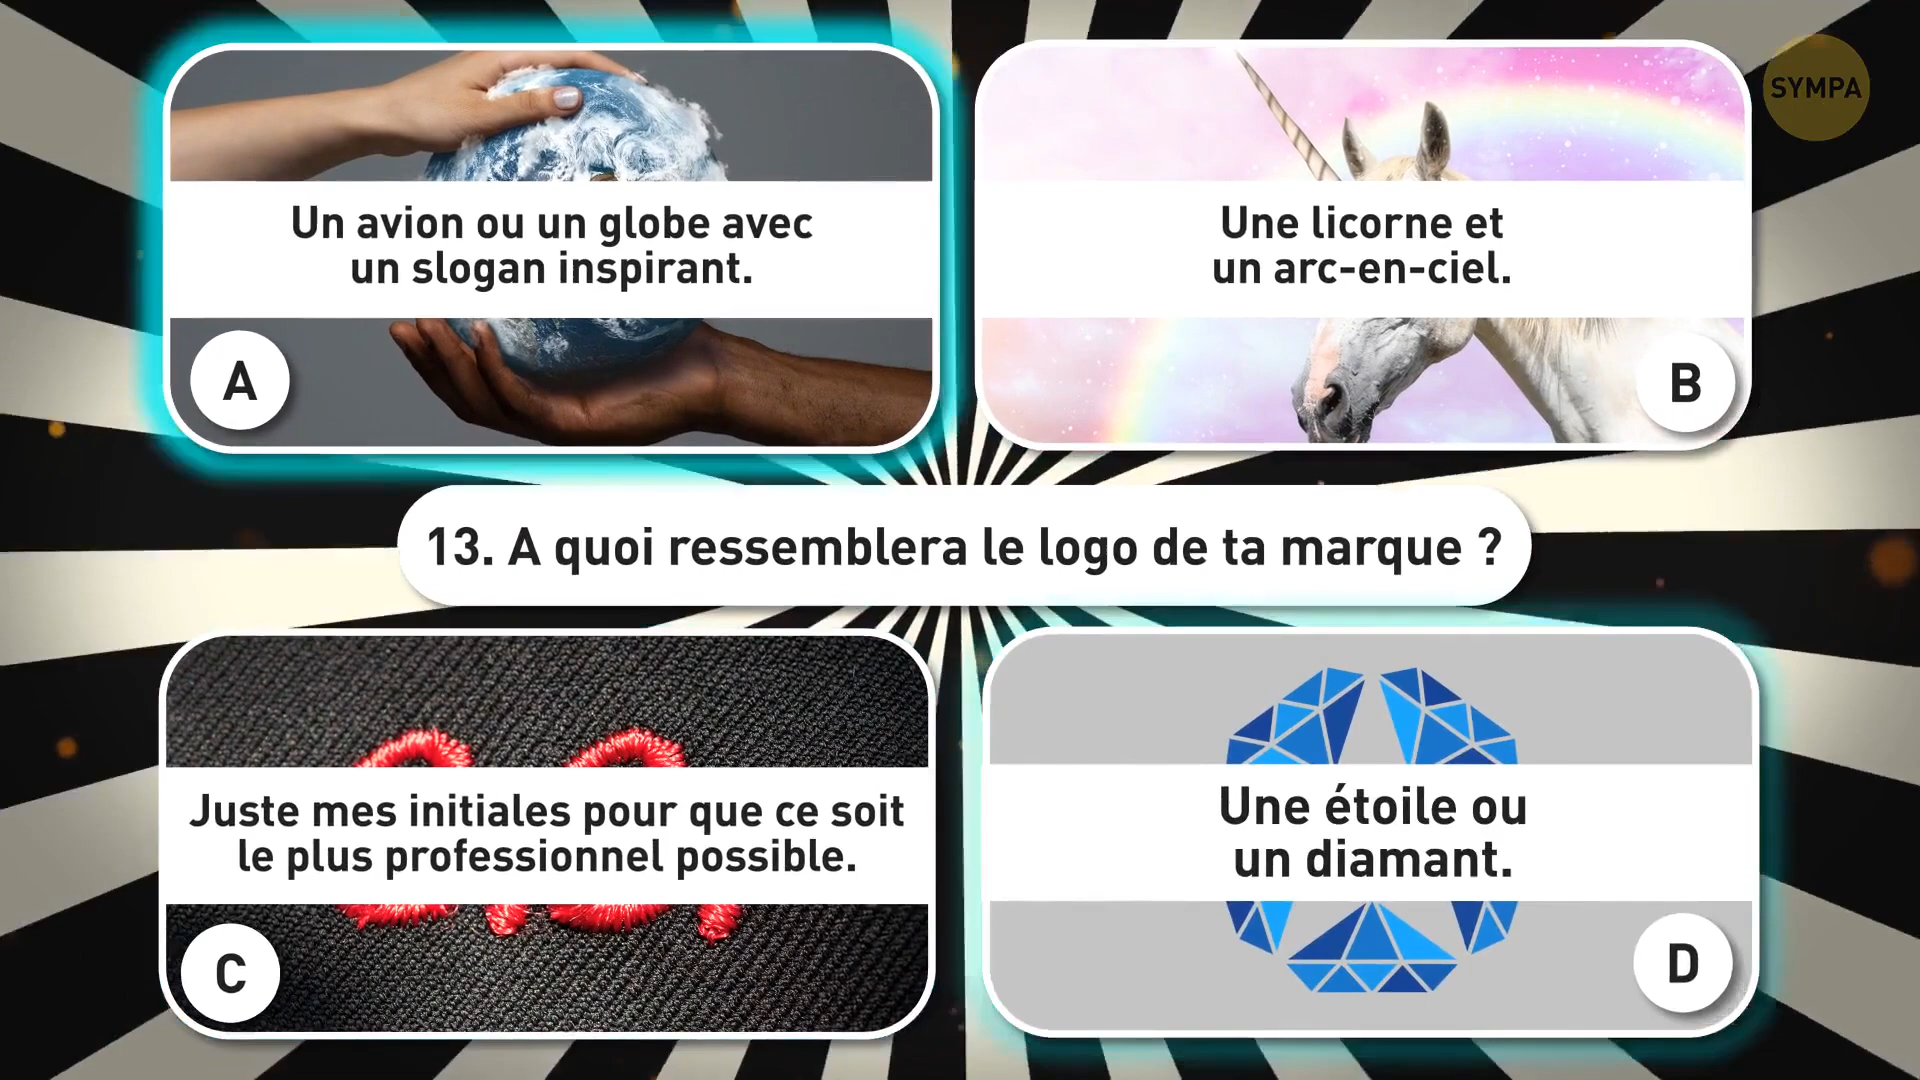 SYMPA
Un avion ou un globe avec
un slogan inspirant.
A
Une licorne et
un arc-en-ciel.
B
13. A quoi ressemblera le logo de ta marque ?
Juste mes initiales pour que ce soit
le plus professionnel possible.
C
Une étoile ou
un diamant.
D